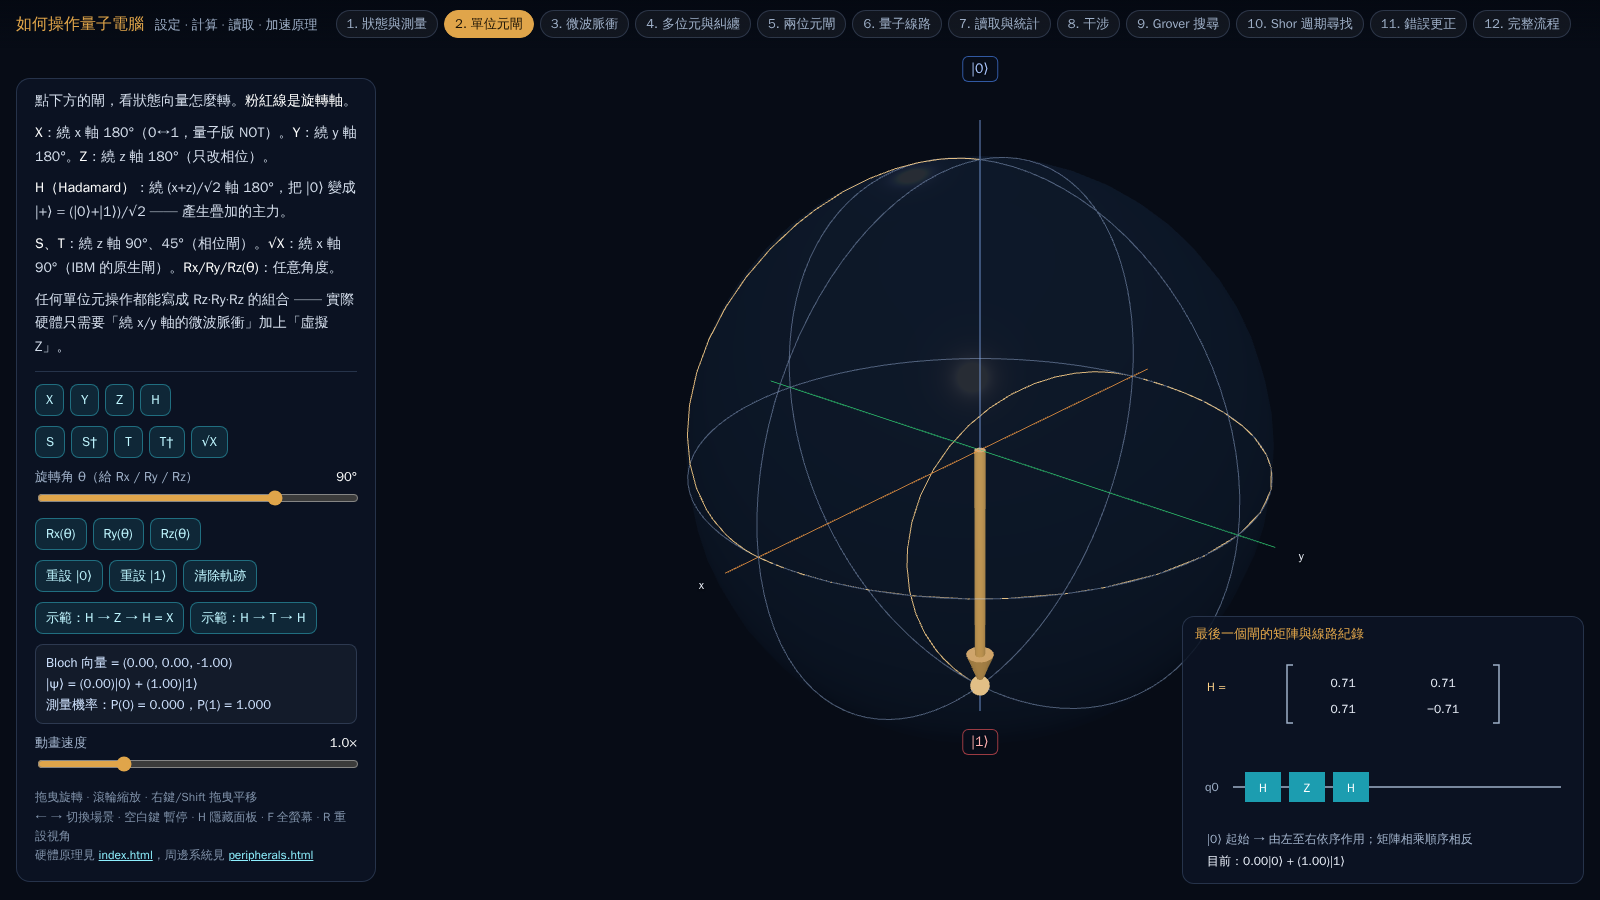 如何操作量子電腦 設定 · 計算 · 讀取 · 加速原理
1. 狀態與測量
2. 單位元閘
3. 微波脈衝
4. 多位元與糾纏
5. 兩位元閘
6. 量子線路
7. 讀取與統計
8. 干涉
9. Grover 搜尋
10. Shor 週期尋找
11. 錯誤更正
12. 完整流程
點下方的閘，看狀態向量怎麼轉。粉紅線是旋轉軸。
X：繞 x 軸 180°（0↔1，量子版 NOT）。Y：繞 y 軸
180°。Z：繞 z 軸 180°（只改相位）。
H（Hadamard）：繞 (x+z)/√2 軸 180°，把 |0⟩ 變成
|+⟩ = (|0⟩+|1⟩)/√2 —— 產生疊加的主力。
S、T：繞 z 軸 90°、45°（相位閘）。√X：繞 x 軸
90°（IBM 的原生閘）。Rx/Ry/Rz(θ)：任意角度。
任何單位元操作都能寫成 Rz·Ry·Rz 的組合 —— 實際
硬體只需要「繞 x/y 軸的微波脈衝」加上「虛擬
Z」。
X Y Z H
S S† T T† √X
旋轉角 θ（給 Rx / Ry / Rz） 90°
Rx(θ) Ry(θ) Rz(θ)
重設 |0⟩ 重設 |1⟩ 清除軌跡
示範：H → Z → H = X 示範：H → T → H
Bloch 向量 = (0.00, 0.00, -1.00)
|ψ⟩ = (0.00)|0⟩ + (1.00)|1⟩
測量機率：P(0) = 0.000，P(1) = 1.000
動畫速度 1.0×
拖曳旋轉 · 滾輪縮放 · 右鍵/Shift 拖曳平移
← → 切換場景 · 空白鍵 暫停 · H 隱藏面板 · F 全螢幕 · R 重
設視角
硬體原理見 index.html，周邊系統見 peripherals.html
|0⟩
x
y
|1⟩
最後一個閘的矩陣與線路紀錄
H =
0.71 0.71
0.71 −0.71
q0 H Z H
|0⟩ 起始 → 由左至右依序作用；矩陣相乘順序相反
目前：0.00|0⟩ + (1.00)|1⟩